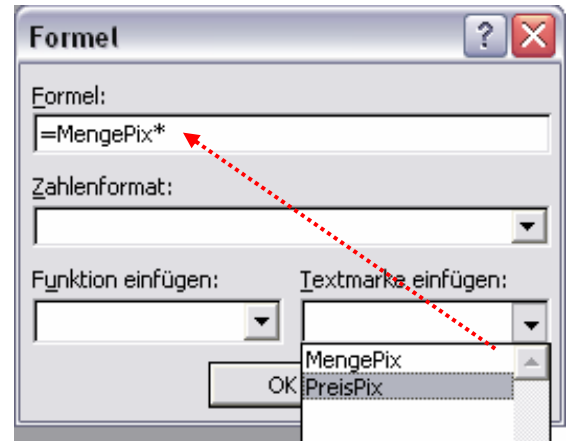 Formel
Formel:
=MengePix*
Zahlenformat:
Funktion einfügen: Textmarke einfügen:
MengePix
OK PreisPix